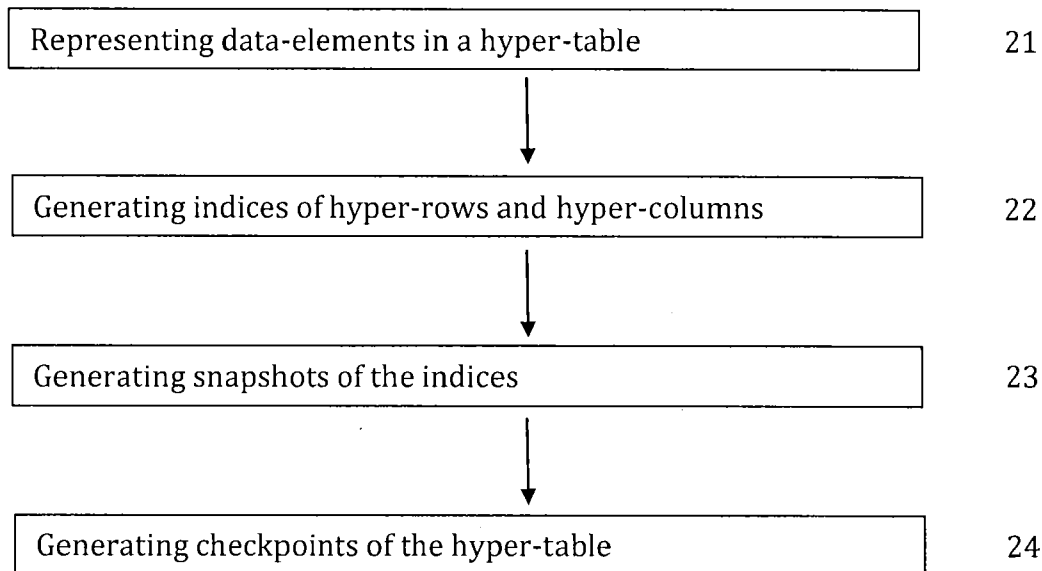 Representing data-elements in a hyper-table 21
Generating indices of hyper-rows and hyper-columns 22
Generating snapshots of the indices 23
Generating checkpoints of the hyper-table 24